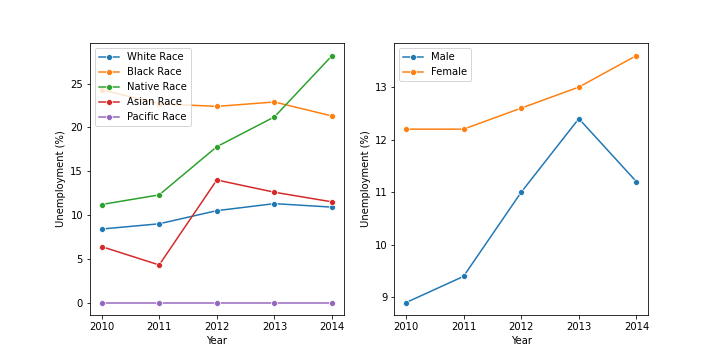 White Race
Black Race
Native Race
Asian Race
Pacific Race
25
20
15
10
5
0
Unemployment (%)
2010 2011 2012 2013 2014
Year
Male
Female
13
12
11
10
9
Unemployment (%)
2010 2011 2012 2013 2014
Year